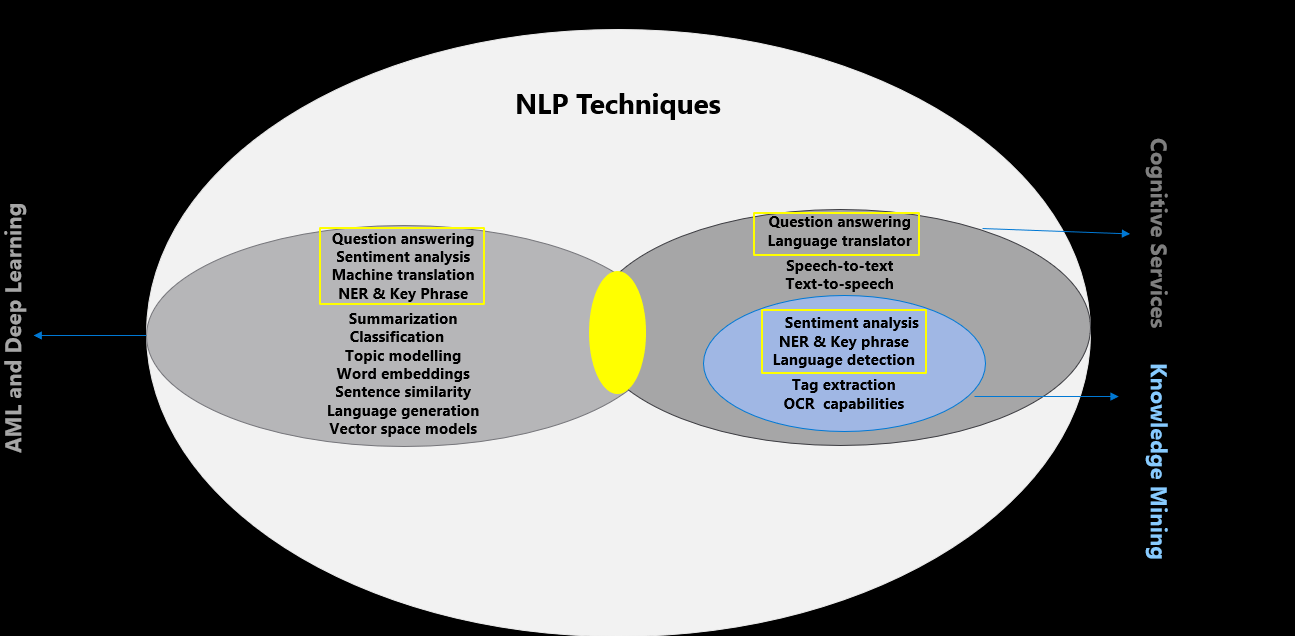 NLP Techniques
AML and Deep Learning
Question answering
Sentiment analysis
Machine translation
NER & Key Phrase
Summarization
Classification
Topic modelling
Word embeddings
Sentence similarity
Language generation
Vector space models
Question answering
Language translator
Speech-to-text
Text-to-speech
Sentiment analysis
NER & Key phrase
Language detection
Tag extraction
OCR capabilities
Cognitive Services
Knowledge Mining